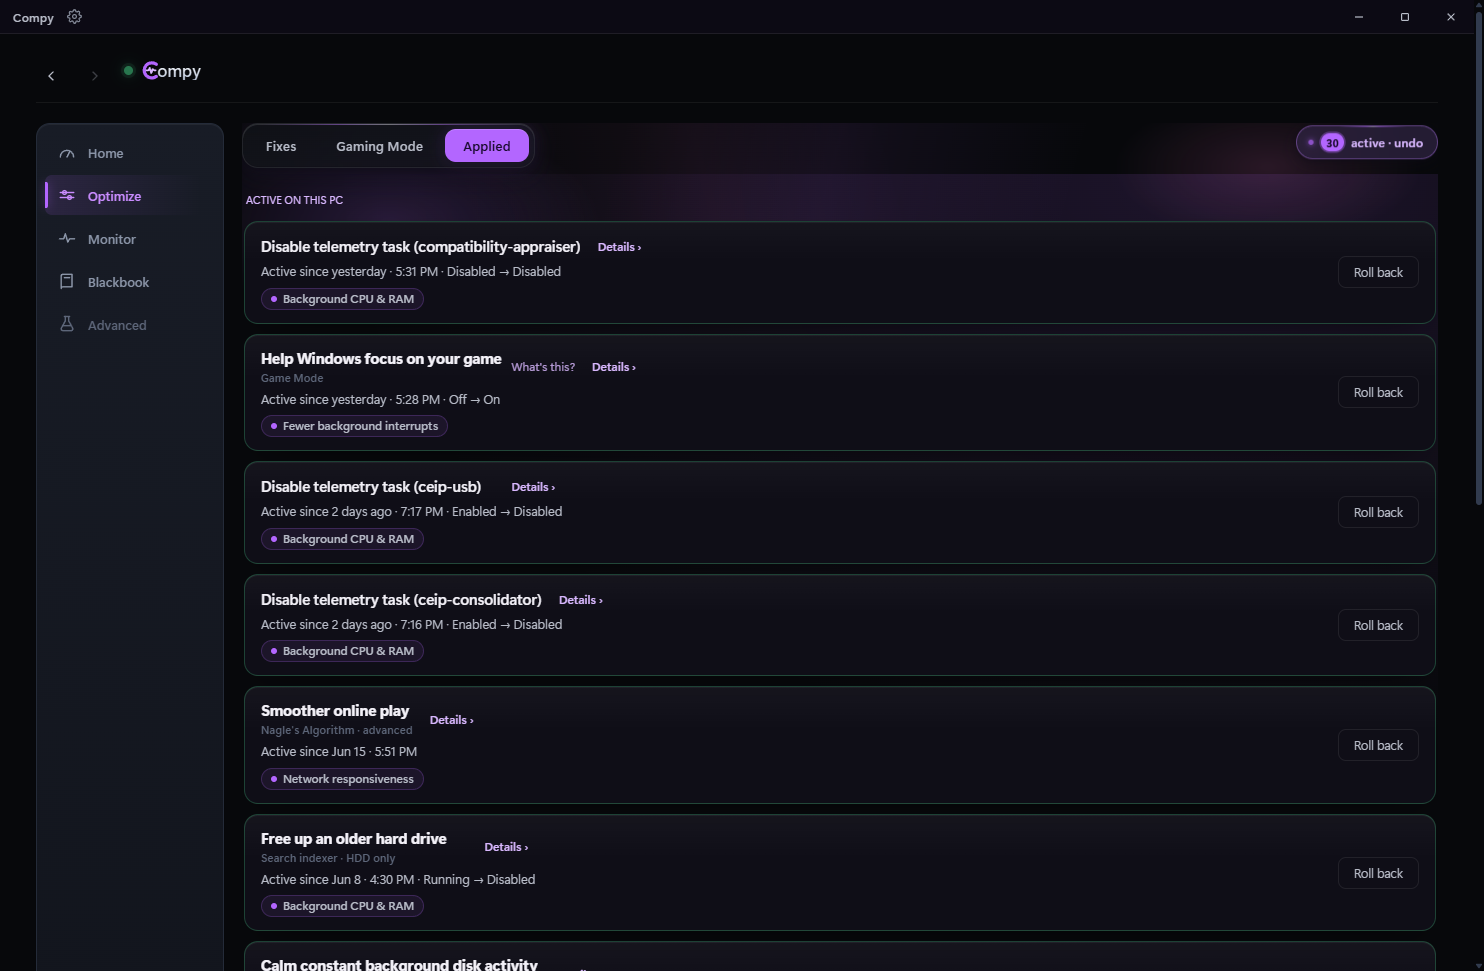 Compy
Compy
Home
Optimize
Monitor
Blackbook
Advanced
Fixes
Gaming Mode
Applied
30 active · undo
ACTIVE ON THIS PC
Disable telemetry task (compatibility-appraiser) Details ›
Active since yesterday · 5:31 PM · Disabled → Disabled
Background CPU & RAM
Roll back
Help Windows focus on your game What's this? Details ›
Game Mode
Active since yesterday · 5:28 PM · Off → On
Fewer background interrupts
Roll back
Disable telemetry task (ceip-usb) Details ›
Active since 2 days ago · 7:17 PM · Enabled → Disabled
Background CPU & RAM
Roll back
Disable telemetry task (ceip-consolidator) Details ›
Active since 2 days ago · 7:16 PM · Enabled → Disabled
Background CPU & RAM
Roll back
Smoother online play Details ›
Nagle's Algorithm · advanced
Active since Jun 15 · 5:51 PM
Network responsiveness
Roll back
Free up an older hard drive Details ›
Search indexer · HDD only
Active since Jun 8 · 4:30 PM · Running → Disabled
Background CPU & RAM
Roll back
Calm constant background disk activity